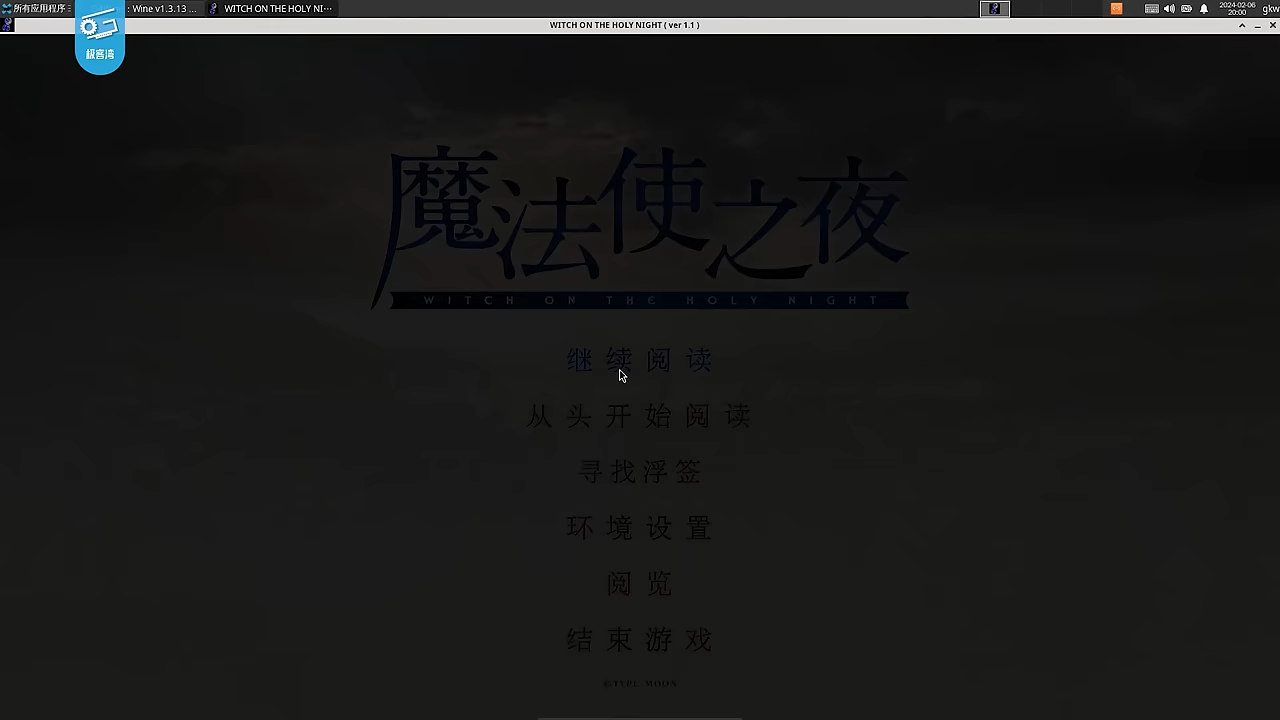 所有应用程序
: Wine v1.3.13 ...
WITCH ON THE HOLY NI···
2024-02-06
20:00
gkw
WITCH ON THE HOLY NIGHT ( ver 1.1 )
极客湾
魔法使之夜
WITCH ON THE HOLY NIGHT
继续阅读
从头开始阅读
寻找浮签
环境设置
阅览
结束游戏
©TYPE-MOON